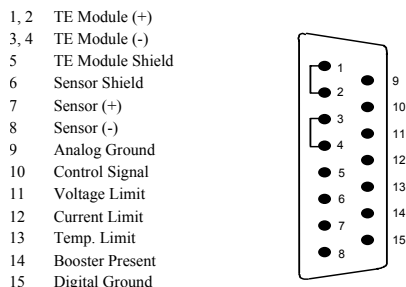 1, 2 TE Module (+)
3, 4 TE Module (-)
5 TE Module Shield
6 Sensor Shield
7 Sensor (+)
8 Sensor (-)
9 Analog Ground
10 Control Signal
11 Voltage Limit
12 Current Limit
13 Temp. Limit
14 Booster Present
15 Digital Ground
1
9
2
10
3
11
4
12
5
13
6
14
7
15
8